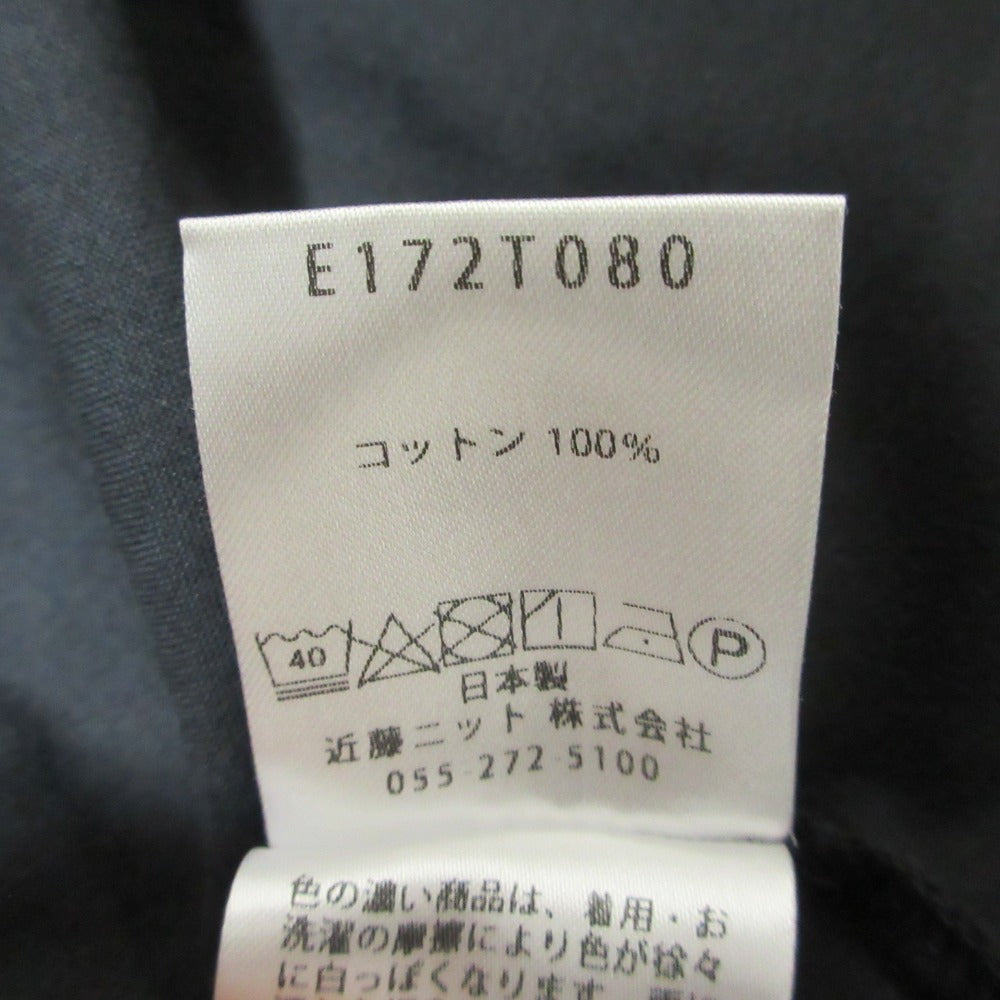 E172T080
コットン 100%
40 P
日本製
近藤ニット 株式会社
055-272-5100
色の濃い商品は、着用・お
洗濯の摩擦により色が徐々
に白っぽくなります